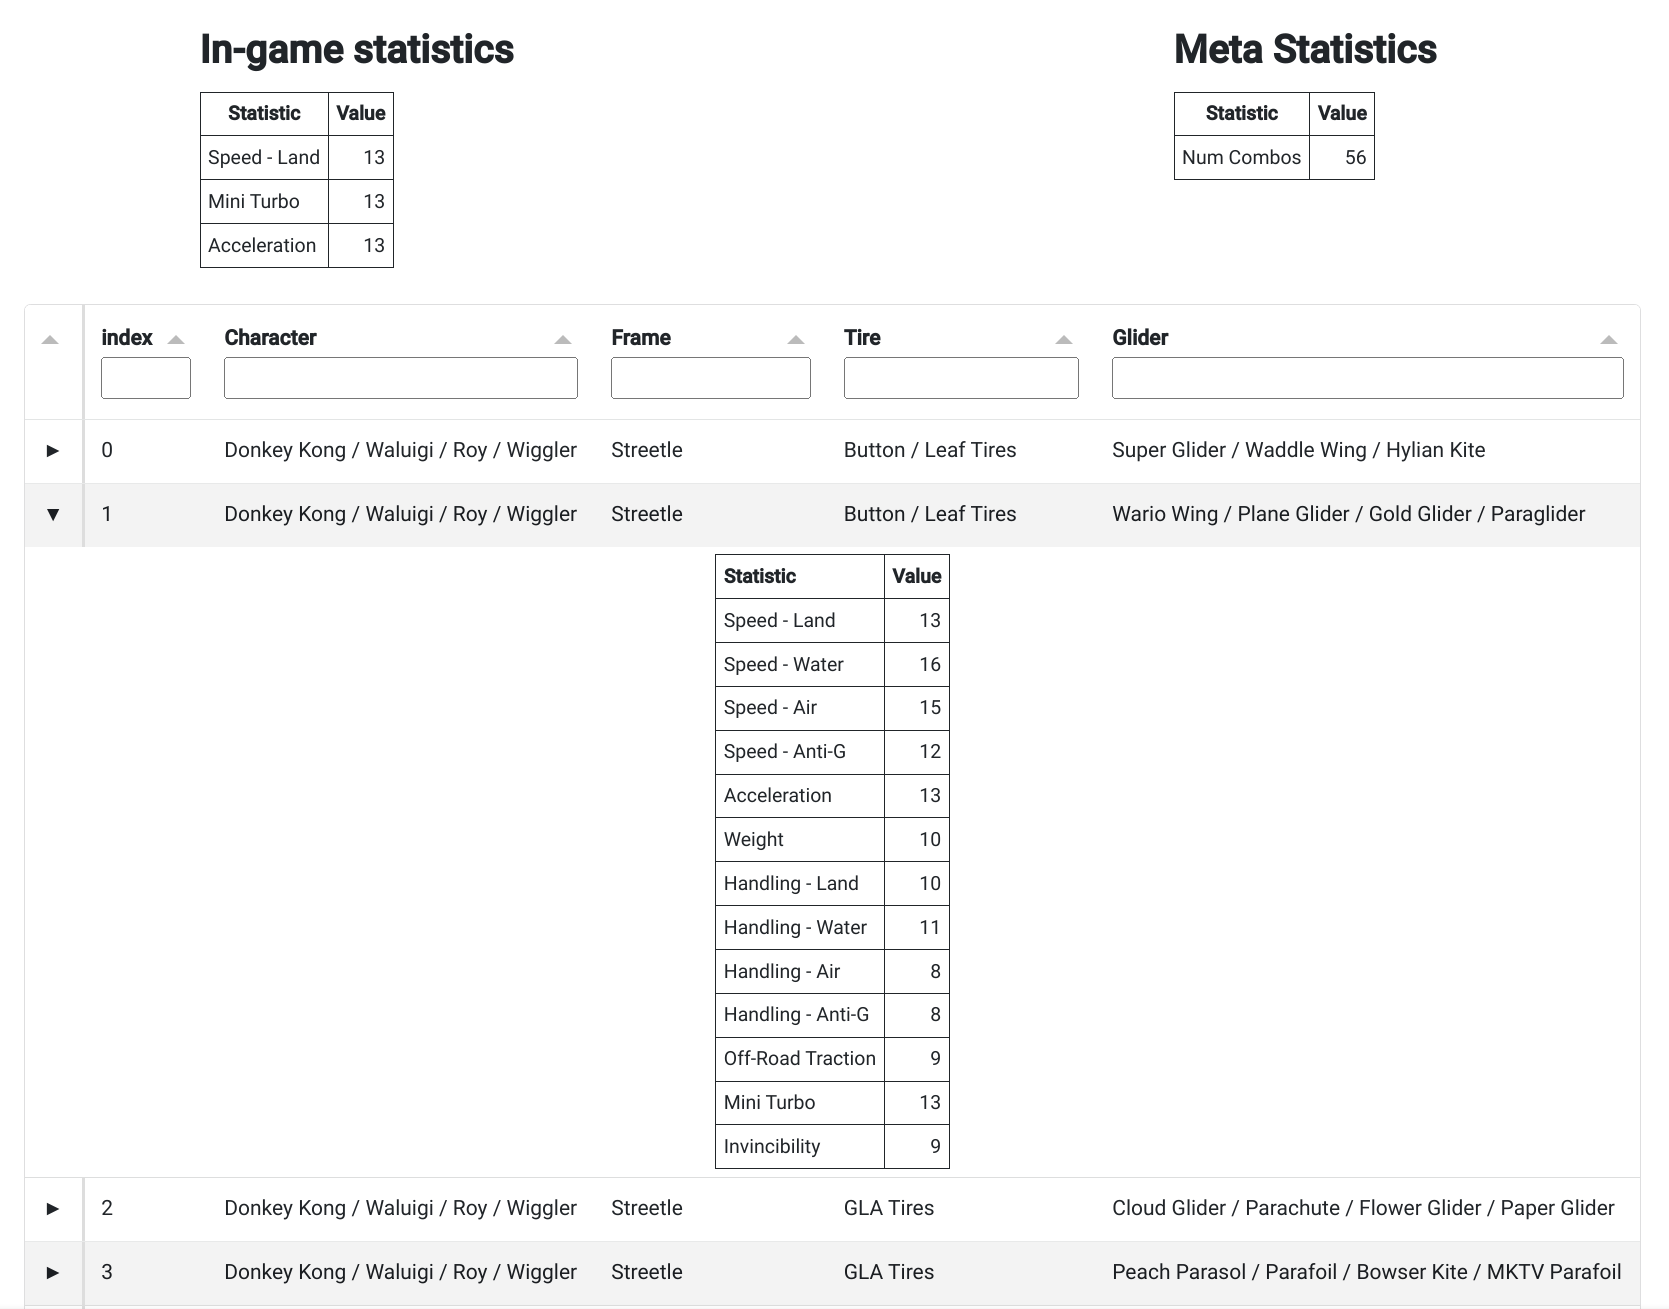 In-game statistics
Statistic Value
Speed - Land 13
Mini Turbo 13
Acceleration 13
Meta Statistics
Statistic Value
Num Combos 56
index Character Frame Tire Glider
0 Donkey Kong / Waluigi / Roy / Wiggler Streetle Button / Leaf Tires Super Glider / Waddle Wing / Hylian Kite
1 Donkey Kong / Waluigi / Roy / Wiggler Streetle Button / Leaf Tires Wario Wing / Plane Glider / Gold Glider / Paraglider
Statistic Value
Speed - Land 13
Speed - Water 16
Speed - Air 15
Speed - Anti-G 12
Acceleration 13
Weight 10
Handling - Land 10
Handling - Water 11
Handling - Air 8
Handling - Anti-G 8
Off-Road Traction 9
Mini Turbo 13
Invincibility 9
2 Donkey Kong / Waluigi / Roy / Wiggler Streetle GLA Tires Cloud Glider / Parachute / Flower Glider / Paper Glider
3 Donkey Kong / Waluigi / Roy / Wiggler Streetle GLA Tires Peach Parasol / Parafoil / Bowser Kite / MKTV Parafoil